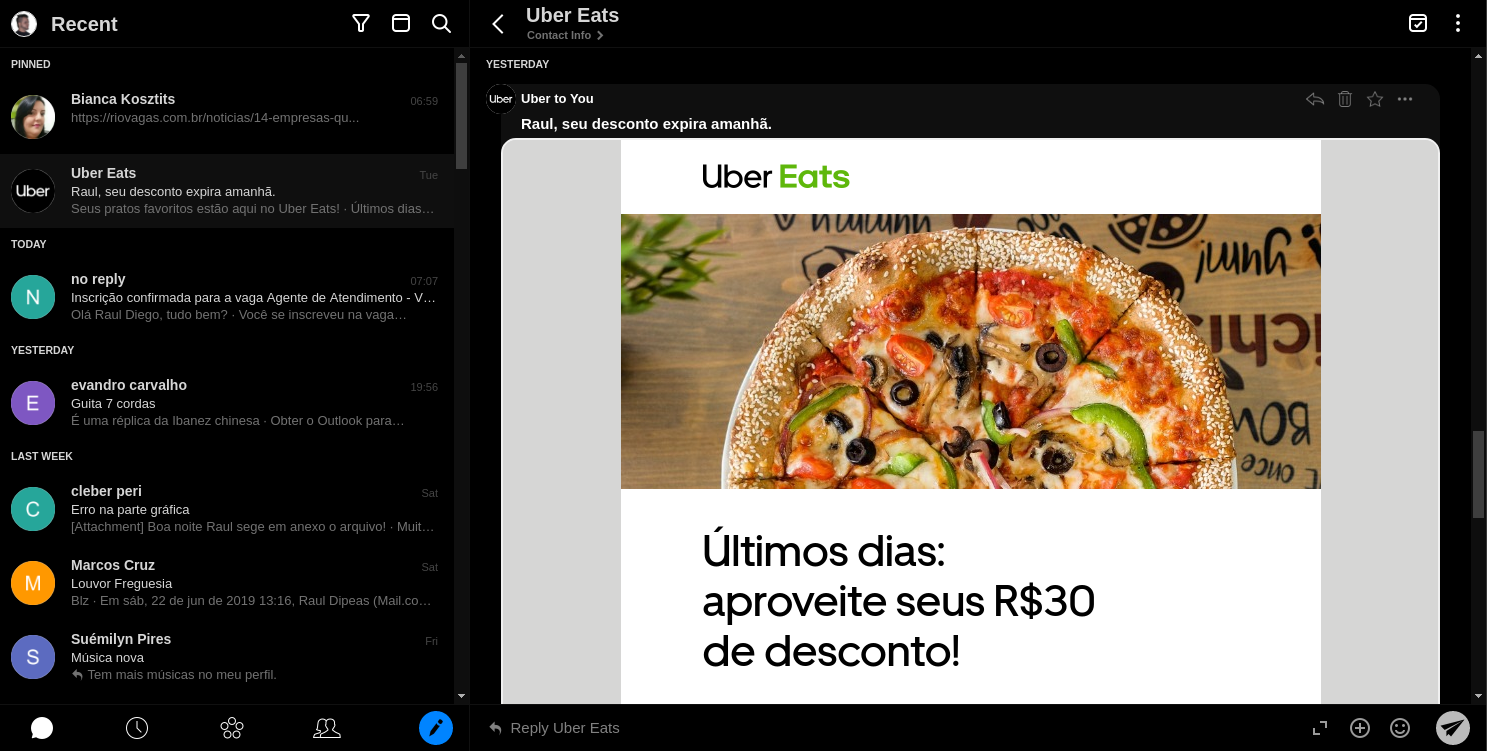 Recent
PINNED
Bianca Kosztits
06:59
https://riovagas.com.br/noticias/14-empresas-qu...
Uber
Uber Eats
Tue
Raul, seu desconto expira amanhã.
Seus pratos favoritos estão aqui no Uber Eats! · Últimos dias…
TODAY
N
no reply
07:07
Inscrição confirmada para a vaga Agente de Atendimento - V…
Olá Raul Diego, tudo bem? · Você se inscreveu na vaga…
YESTERDAY
E
evandro carvalho
19:56
Guita 7 cordas
É uma réplica da Ibanez chinesa · Obter o Outlook para…
LAST WEEK
C
cleber peri
Sat
Erro na parte gráfica
[Attachment] Boa noite Raul sege em anexo o arquivo! · Muit…
M
Marcos Cruz
Sat
Louvor Freguesia
Blz · Em sáb, 22 de jun de 2019 13:16, Raul Dipeas (Mail.co…
S
Suémilyn Pires
Fri
Música nova
Tem mais músicas no meu perfil.
Uber Eats
Contact Info
YESTERDAY
Uber
Uber to You
Raul, seu desconto expira amanhã.
Uber Eats
yumi
Últimos dias:
aproveite seus R$30
de desconto!
Reply Uber Eats